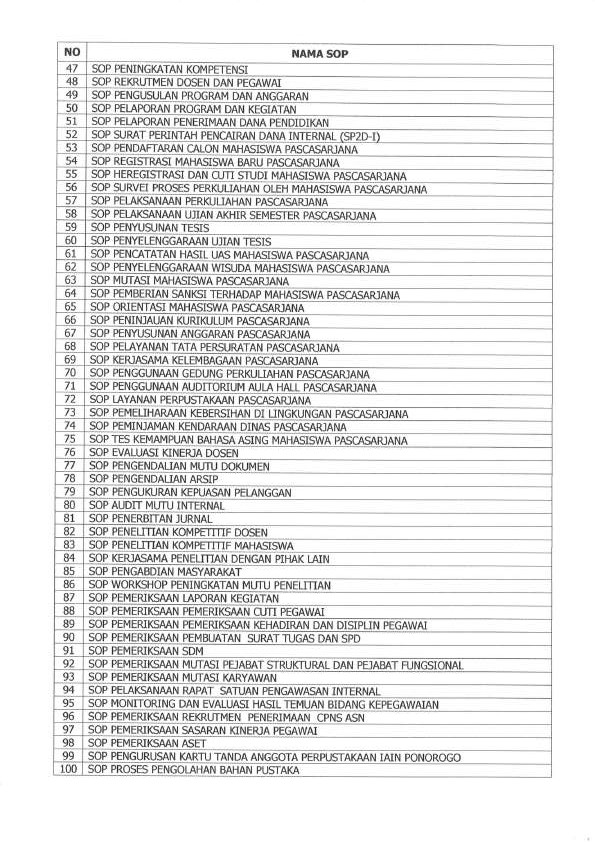 NO NAMA SOP
47 SOP PENINGKATAN KOMPETENSI
48 SOP REKRUTMEN DOSEN DAN PEGAWAI
49 SOP PENGUSULAN PROGRAM DAN ANGGARAN
50 SOP PELAPORAN PROGRAM DAN KEGIATAN
51 SOP PELAPORAN PENERIMAAN DANA PENDIDIKAN
52 SOP SURAT PERINTAH PENCAIRAN DANA INTERNAL (SP2D-I)
53 SOP PENDAFTARAN CALON MAHASISWA PASCASARJANA
54 SOP REGISTRASI MAHASISWA BARU PASCASARJANA
55 SOP HEREGISTRASI DAN CUTI STUDI MAHASISWA PASCASARJANA
56 SOP SURVEI PROSES PERKULIAHAN OLEH MAHASISWA PASCASARJANA
57 SOP PELAKSANAAN PERKULIAHAN PASCASARJANA
58 SOP PELAKSANAAN UJIAN AKHIR SEMESTER PASCASARJANA
59 SOP PENYUSUNAN TESIS
60 SOP PENYELENGGARAAN UJIAN TESIS
61 SOP PENCATATAN HASIL UAS MAHASISWA PASCASARJANA
62 SOP PENYELENGGARAAN WISUDA MAHASISWA PASCASARJANA
63 SOP MUTASI MAHASISWA PASCASARJANA
64 SOP PEMBERIAN SANKSI TERHADAP MAHASISWA PASCASARJANA
65 SOP ORIENTASI MAHASISWA PASCASARJANA
66 SOP PENINJAUAN KURIKULUM PASCASARJANA
67 SOP PENYUSUNAN ANGGARAN PASCASARJANA
68 SOP PELAYANAN TATA PERSURATAN PASCASARJANA
69 SOP KERJASAMA KELEMBAGAAN PASCASARJANA
70 SOP PENGGUNAAN GEDUNG PERKULIAHAN PASCASARJANA
71 SOP PENGGUNAAN AUDITORIUM AULA HALL PASCASARJANA
72 SOP LAYANAN PERPUSTAKAAN PASCASARJANA
73 SOP PEMELIHARAAN KEBERSIHAN DI LINGKUNGAN PASCASARJANA
74 SOP PEMINJAMAN KENDARAAN DINAS PASCASARJANA
75 SOP TES KEMAMPUAN BAHASA ASING MAHASISWA PASCASARJANA
76 SOP EVALUASI KINERJA DOSEN
77 SOP PENGENDALIAN MUTU DOKUMEN
78 SOP PENGENDALIAN ARSIP
79 SOP PENGUKURAN KEPUASAN PELANGGAN
80 SOP AUDIT MUTU INTERNAL
81 SOP PENERBITAN JURNAL
82 SOP PENELITIAN KOMPETITIF DOSEN
83 SOP PENELITIAN KOMPETITIF MAHASISWA
84 SOP KERJASAMA PENELITIAN DENGAN PIHAK LAIN
85 SOP PENGABDIAN MASYARAKAT
86 SOP WORKSHOP PENINGKATAN MUTU PENELITIAN
87 SOP PEMERIKSAAN LAPORAN KEGIATAN
88 SOP PEMERIKSAAN PEMERIKSAAN CUTI PEGAWAI
89 SOP PEMERIKSAAN PEMERIKSAAN KEHADIRAN DAN DISIPLIN PEGAWAI
90 SOP PEMERIKSAAN PEMBUATAN SURAT TUGAS DAN SPD
91 SOP PEMERIKSAAN SDM
92 SOP PEMERIKSAAN MUTASI PEJABAT STRUKTURAL DAN PEJABAT FUNGSIONAL
93 SOP PEMERIKSAAN MUTASI KARYAWAN
94 SOP PELAKSANAAN RAPAT SATUAN PENGAWASAN INTERNAL
95 SOP MONITORING DAN EVALUASI HASIL TEMUAN BIDANG KEPEGAWAIAN
96 SOP PEMERIKSAAN REKRUTMEN PENERIMAAN CPNS ASN
97 SOP PEMERIKSAAN SASARAN KINERJA PEGAWAI
98 SOP PEMERIKSAAN ASET
99 SOP PENGURUSAN KARTU TANDA ANGGOTA PERPUSTAKAAN IAIN PONOROGO
100 SOP PROSES PENGOLAHAN BAHAN PUSTAKA